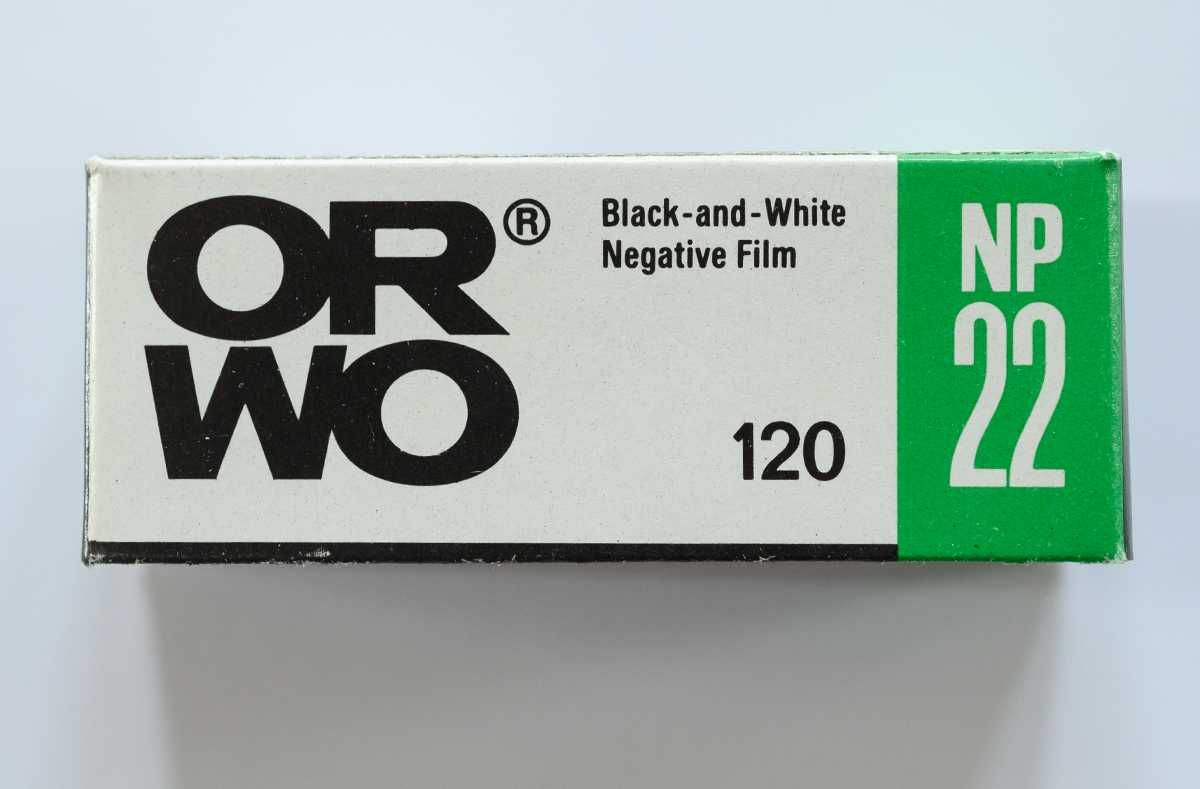 OR®
WO
Black-and-White
Negative Film
120
NP
22